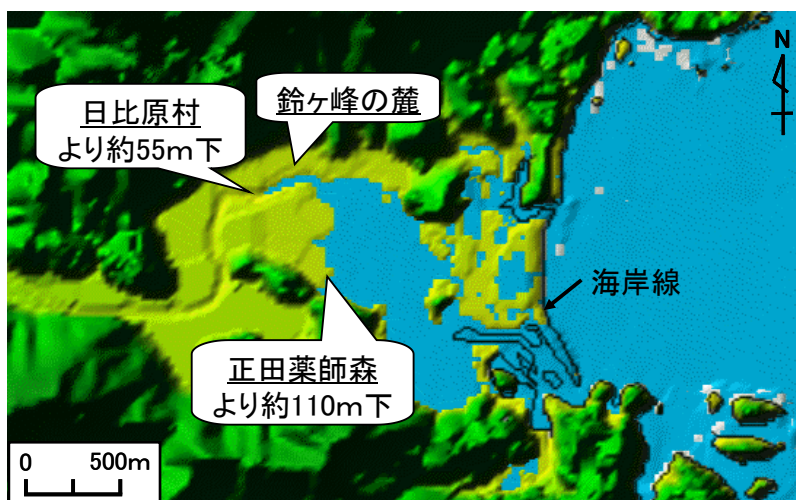 鈴ヶ峰の麓
N
日比原村
より約55m下
海岸線
正田薬師森
より約110m下
0 500m